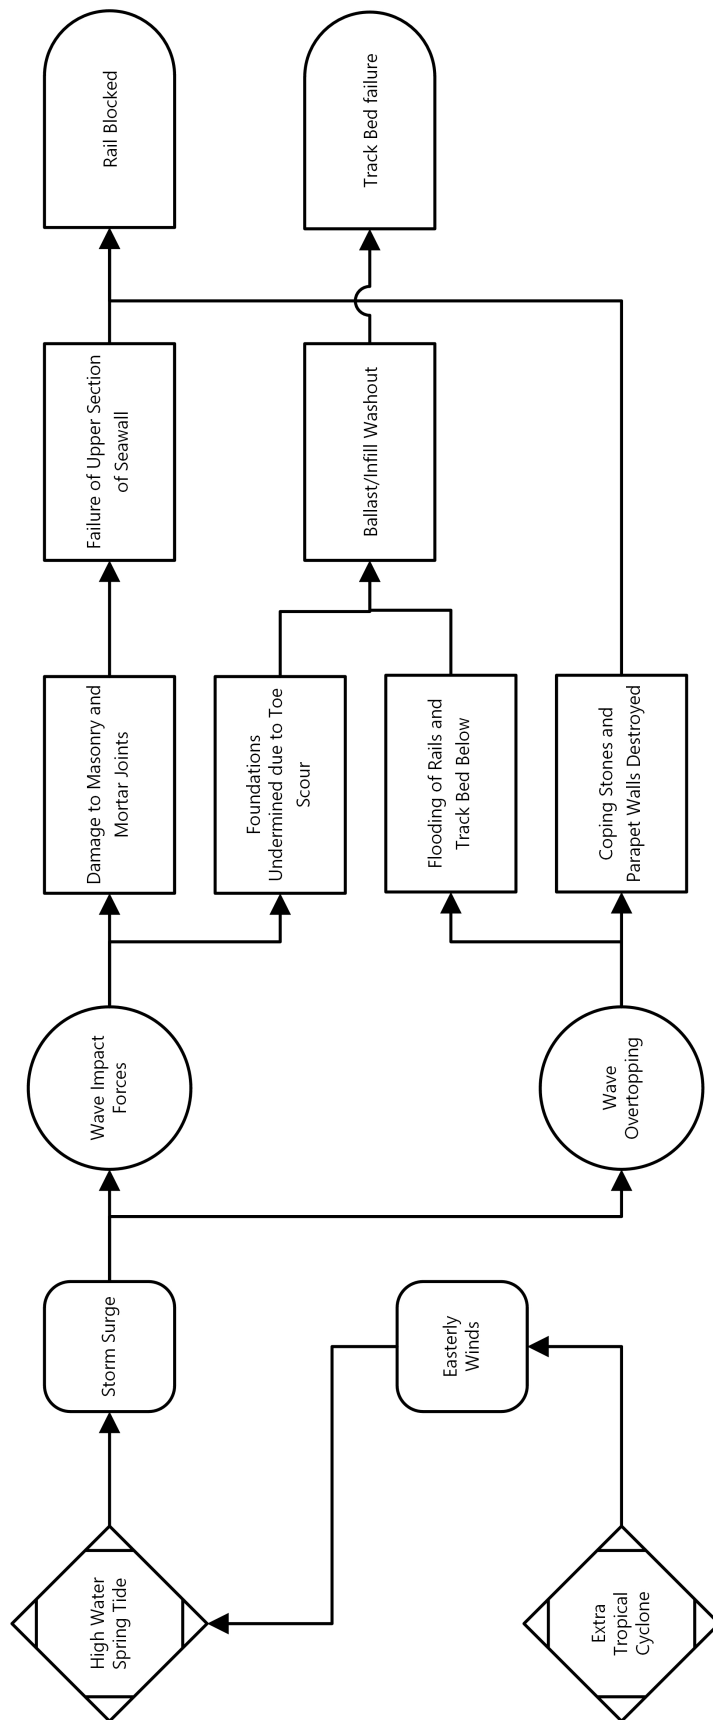 High Water
Spring Tide
Extra
Tropical
Cyclone
Storm Surge
Easterly
Winds
Wave Impact
Forces
Wave
Overtopping
Damage to Masonry and
Mortar Joints
Foundations
Undermined due to Toe
Scour
Flooding of Rails and
Track Bed Below
Coping Stones and
Parapet Walls Destroyed
Failure of Upper Section
of Seawall
Ballast/Infill Washout
Rail Blocked
Track Bed failure